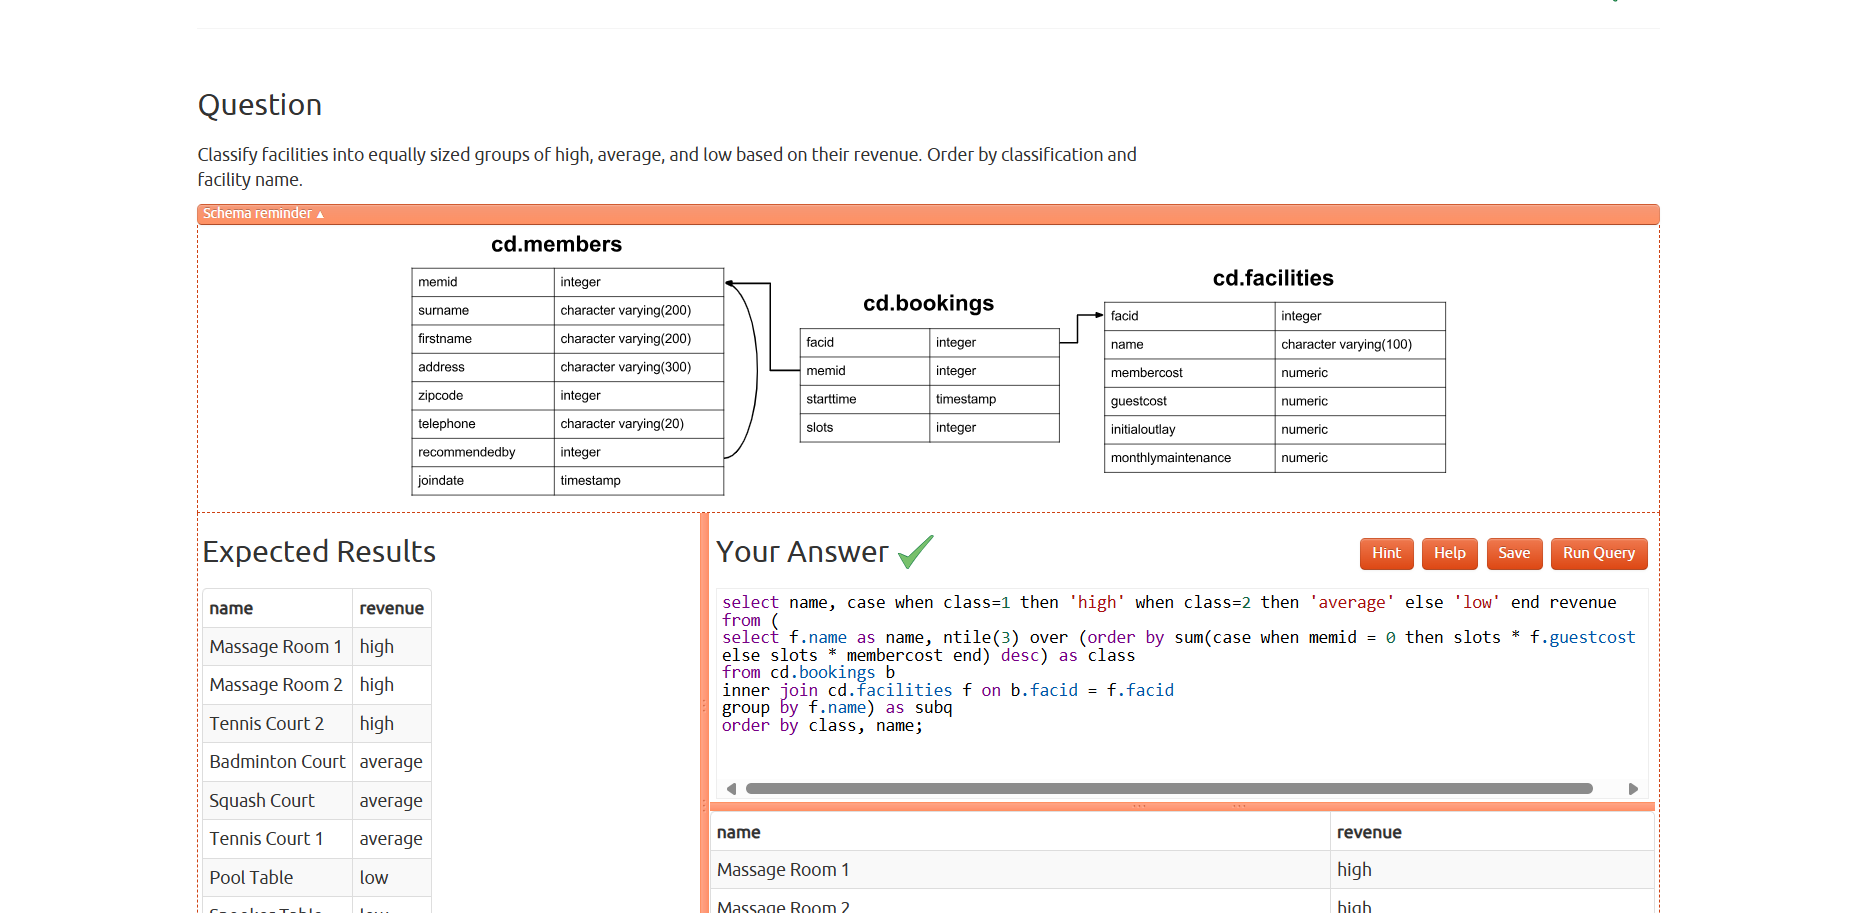 Question
Classify facilities into equally sized groups of high, average, and low based on their revenue. Order by classification and
facility name.
Schema reminder ▴
cd.members
memid integer
surname character varying(200)
firstname character varying(200)
address character varying(300)
zipcode integer
telephone character varying(20)
recommendedby integer
joindate timestamp
cd.bookings
facid integer
memid integer
starttime timestamp
slots integer
cd.facilities
facid integer
name character varying(100)
membercost numeric
guestcost numeric
initialoutlay numeric
monthlymaintenance numeric
Expected Results
name revenue
Massage Room 1 high
Massage Room 2 high
Tennis Court 2 high
Badminton Court average
Squash Court average
Tennis Court 1 average
Pool Table low
Snooker Table low
Your Answer
Hint Help Save Run Query
select name, case when class=1 then 'high' when class=2 then 'average' else 'low' end revenue
from (
select f.name as name, ntile(3) over (order by sum(case when memid = 0 then slots * f.guestcost
else slots * membercost end) desc) as class
from cd.bookings b
inner join cd.facilities f on b.facid = f.facid
group by f.name) as subq
order by class, name;
name revenue
Massage Room 1 high
Massage Room 2 high